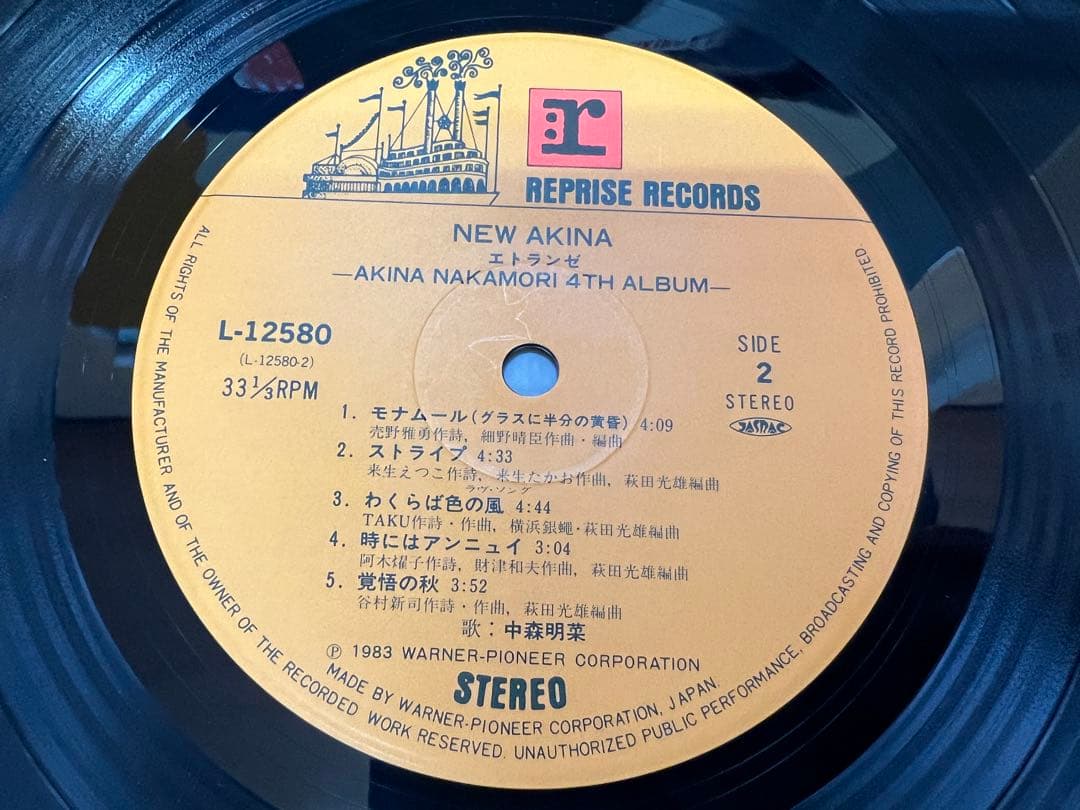 r
REPRISE RECORDS
NEW AKINA
エトランゼ
—AKINA NAKAMORI 4TH ALBUM—
L-12580
(L-12580-2)
33 1/3 RPM
SIDE
2
STEREO
JASRAC
1. モナムール(グラスに半分の黄昏) 4:09
売野雅勇作詩, 細野晴臣作曲・編曲
2. ストライプ 4:33
来生えつこ作詩, 来生たかお作曲, 萩田光雄編曲
ラヴ・ソング
3. わくらば色の風 4:44
TAKU作詩・作曲, 横浜銀蠅・萩田光雄編曲
4. 時にはアンニュイ 3:04
阿木燿子作詩, 財津和夫作曲, 萩田光雄編曲
5. 覚悟の秋 3:52
谷村新司作詩・作曲, 萩田光雄編曲
歌:中森明菜
Ⓟ 1983 WARNER-PIONEER CORPORATION
STEREO
MADE BY WARNER-PIONEER CORPORATION, JAPAN.
ALL RIGHTS OF THE MANUFACTURER AND OF THE OWNER OF THE RECORDED WORK RESERVED. UNAUTHORIZED PUBLIC PERFORMANCE, BROADCASTING AND COPYING OF THIS RECORD PROHIBITED